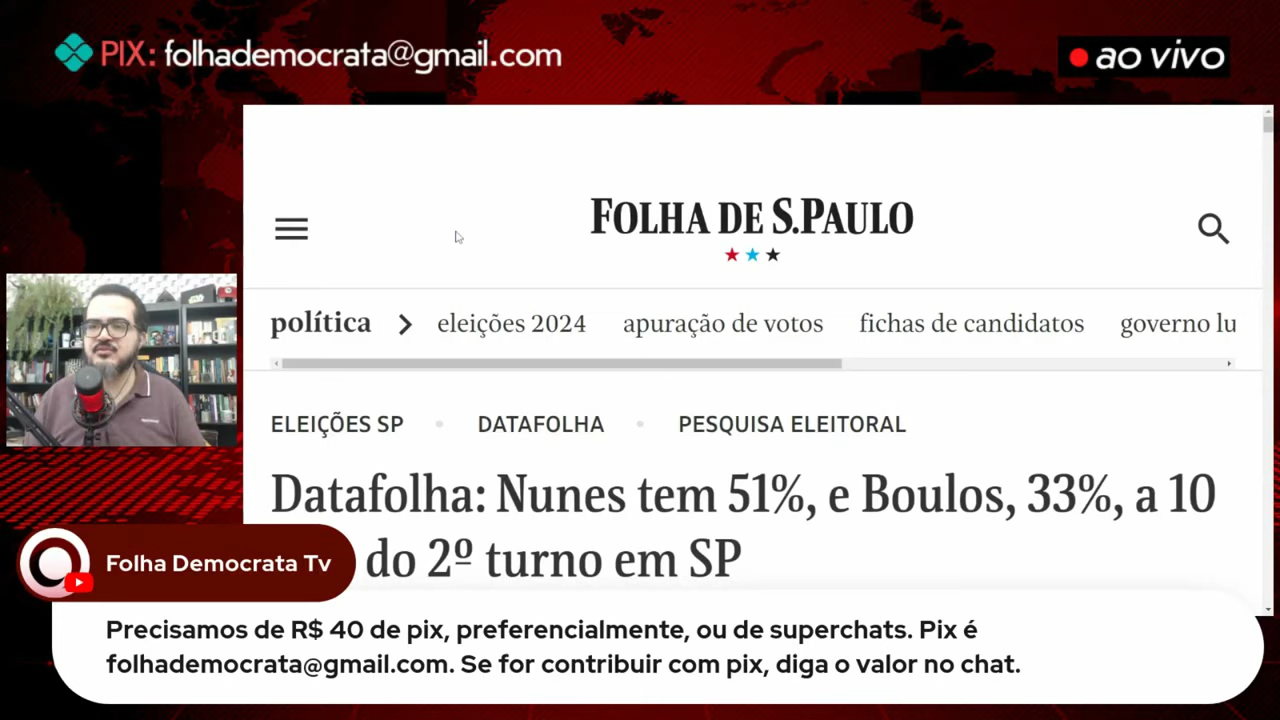 PIX: folhademocrata@gmail.com
ao vivo
FOLHA DE S.PAULO
política
eleições 2024
apuração de votos
fichas de candidatos
governo lu
ELEIÇÕES SP
DATAFOLHA
PESQUISA ELEITORAL
Datafolha: Nunes tem 51%, e Boulos, 33%, a 10
do 2º turno em SP
Folha Democrata Tv
Precisamos de R$ 40 de pix, preferencialmente, ou de superchats. Pix é
folhademocrata@gmail.com. Se for contribuir com pix, diga o valor no chat.